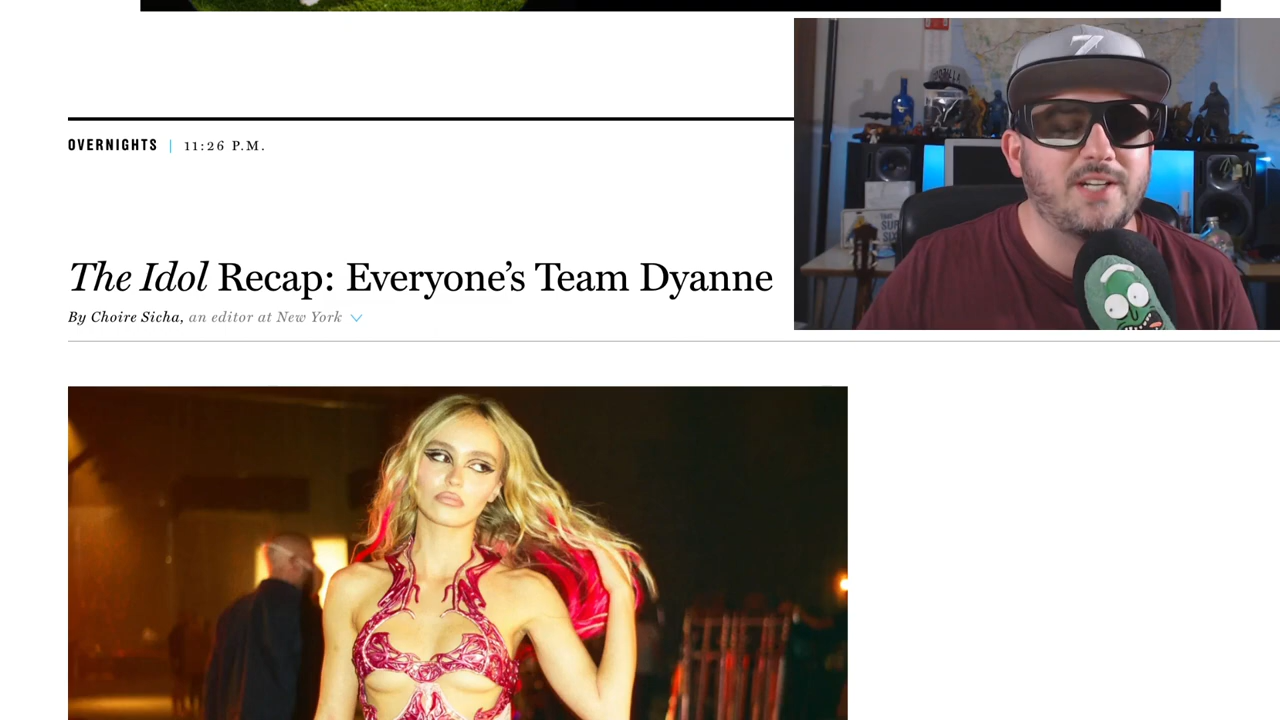 OVERNIGHTS | 11:26 P.M.
The Idol Recap: Everyone's Team Dyanne
By Choire Sicha, an editor at New York